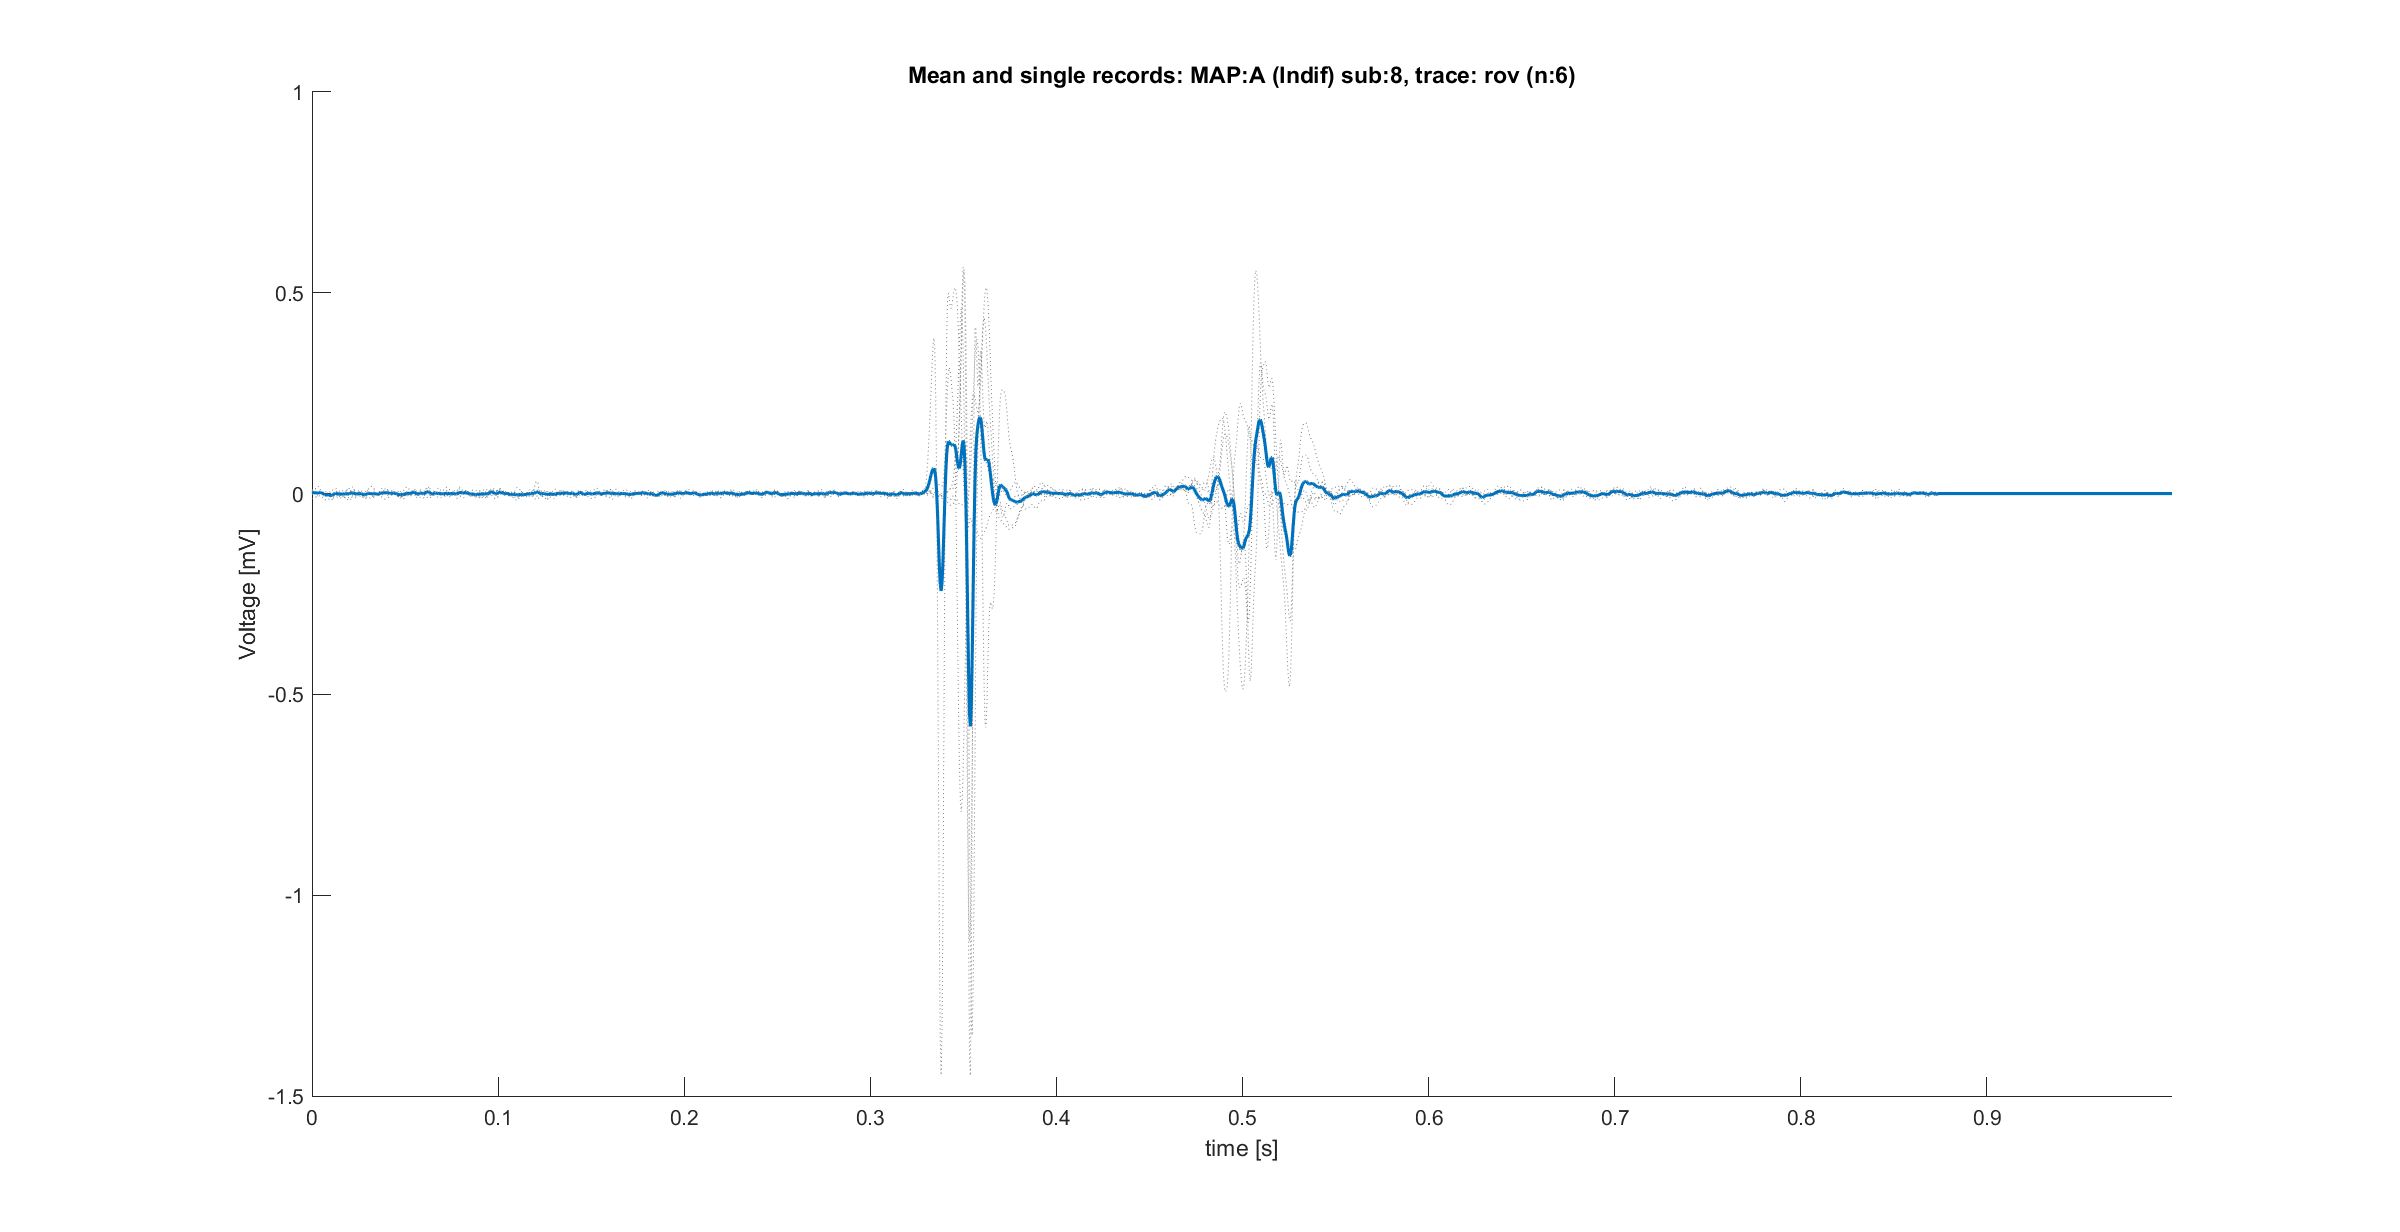 Mean and single records: MAP:A (Indif) sub:8, trace: rov (n:6)
1
0.5
0
-0.5
-1
-1.5
Voltage [mV]
0 0.1 0.2 0.3 0.4 0.5 0.6 0.7 0.8 0.9
time [s]